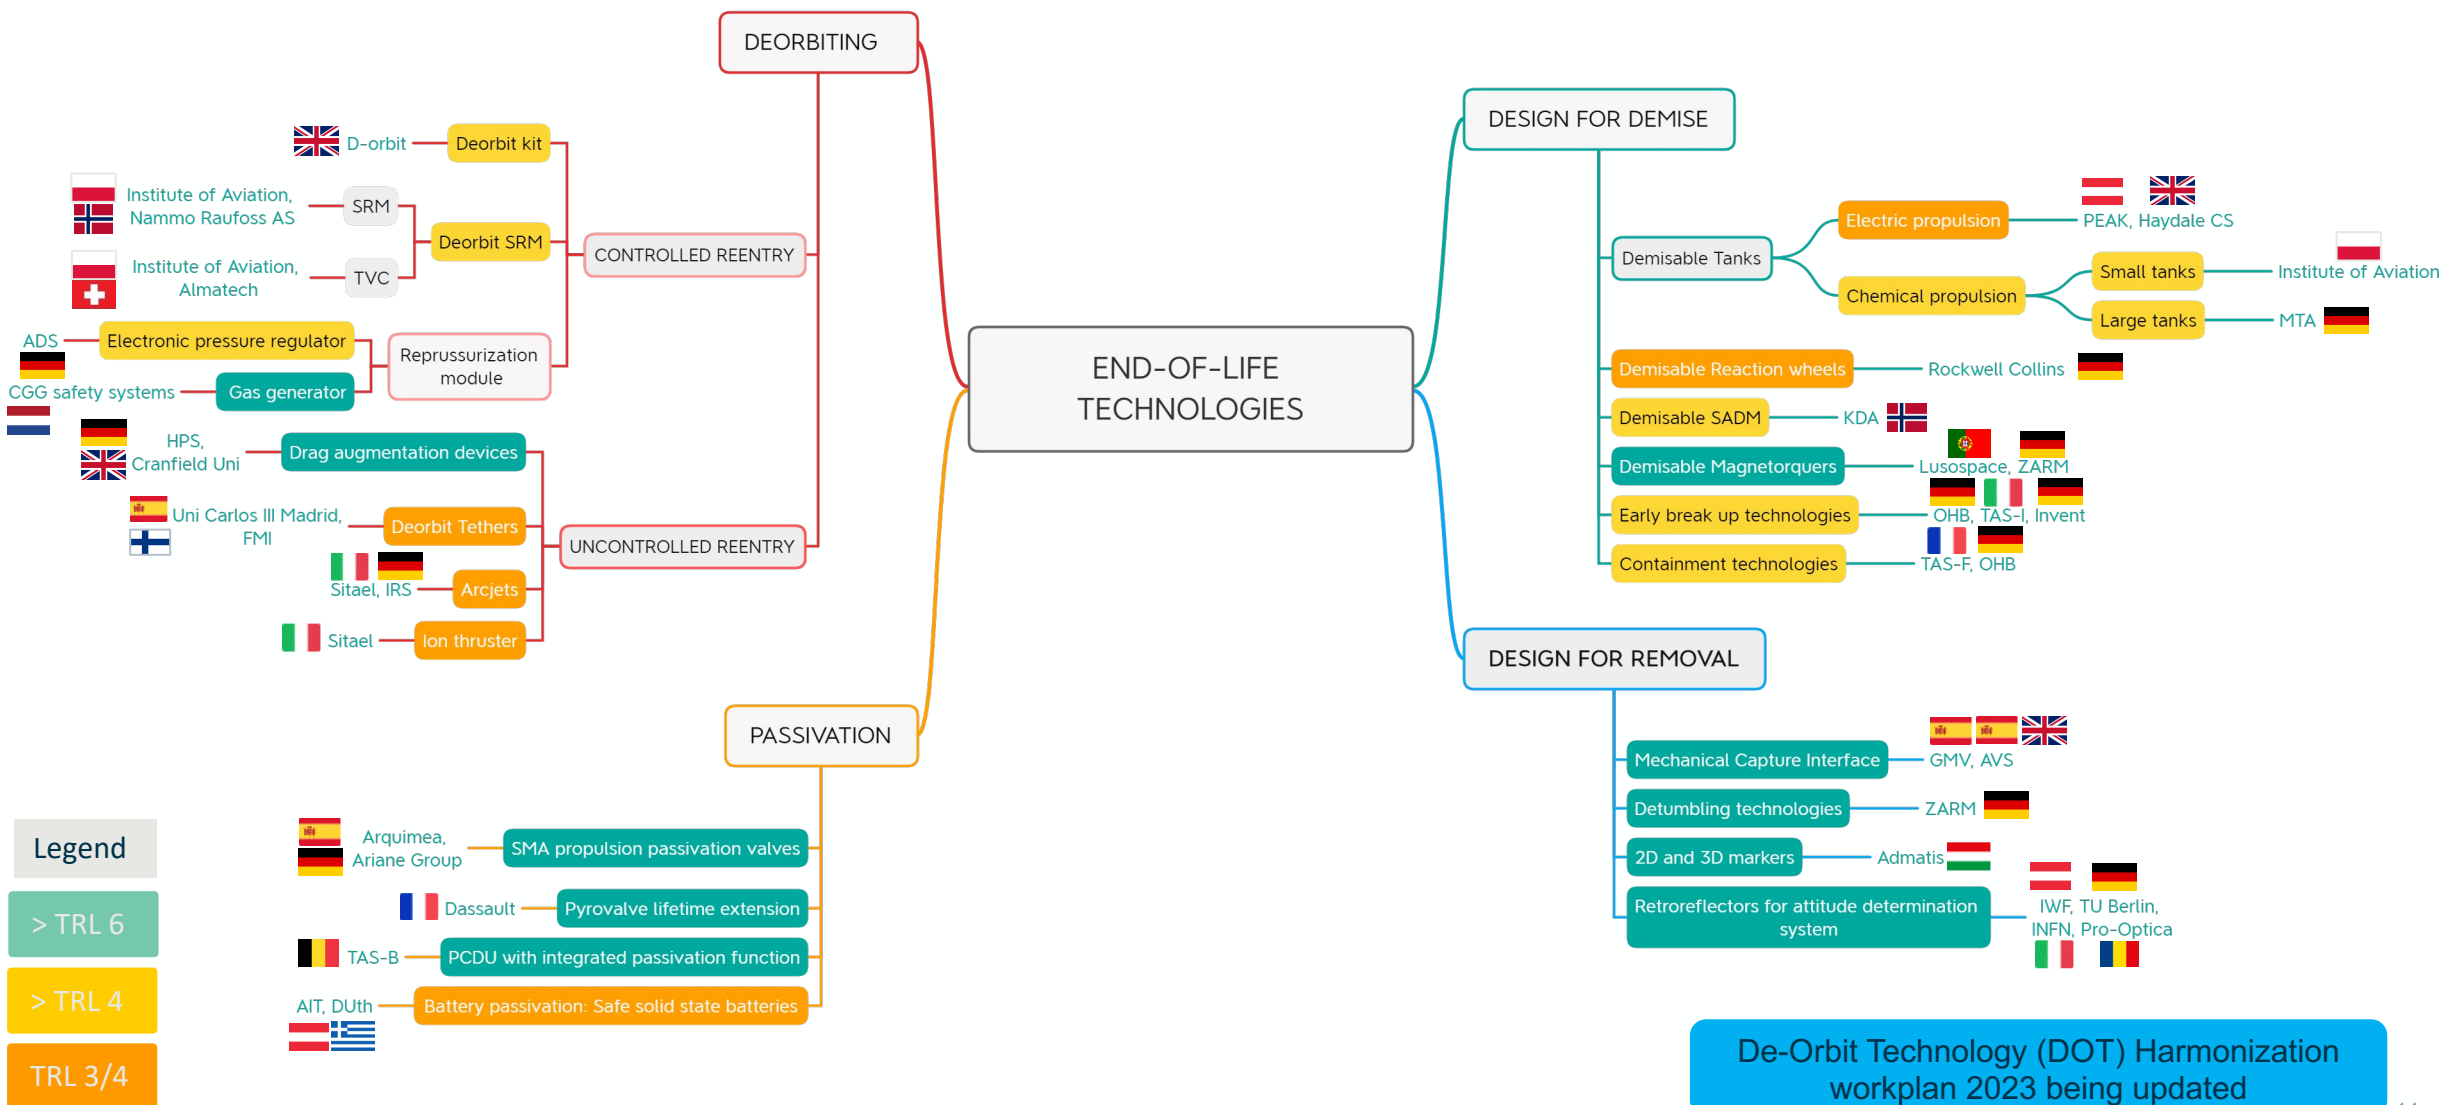 DEORBITING
D-orbit
Deorbit kit
Institute of Aviation,
Nammo Raufoss AS
SRM
Deorbit SRM
Institute of Aviation,
Almatech
TVC
CONTROLLED REENTRY
ADS
Electronic pressure regulator
Reprussurization
module
CGG safety systems
Gas generator
HPS,
Cranfield Uni
Drag augmentation devices
Uni Carlos III Madrid,
FMI
Deorbit Tethers
UNCONTROLLED REENTRY
Sitael, IRS
Arcjets
Sitael
Ion thruster
END-OF-LIFE
TECHNOLOGIES
PASSIVATION
Arquimea,
Ariane Group
SMA propulsion passivation valves
Dassault
Pyrovalve lifetime extension
TAS-B
PCDU with integrated passivation function
AIT, DUth
Battery passivation: Safe solid state batteries
DESIGN FOR DEMISE
Demisable Tanks
Electric propulsion
PEAK, Haydale CS
Chemical propulsion
Small tanks
Institute of Aviation
Large tanks
MTA
Demisable Reaction wheels
Rockwell Collins
Demisable SADM
KDA
Demisable Magnetorquers
Lusospace, ZARM
Early break up technologies
OHB, TAS-I, Invent
Containment technologies
TAS-F, OHB
DESIGN FOR REMOVAL
Mechanical Capture Interface
GMV, AVS
Detumbling technologies
ZARM
2D and 3D markers
Admatis
Retroreflectors for attitude determination
system
IWF, TU Berlin,
INFN, Pro-Optica
Legend
> TRL 6
> TRL 4
TRL 3/4
De-Orbit Technology (DOT) Harmonization
workplan 2023 being updated